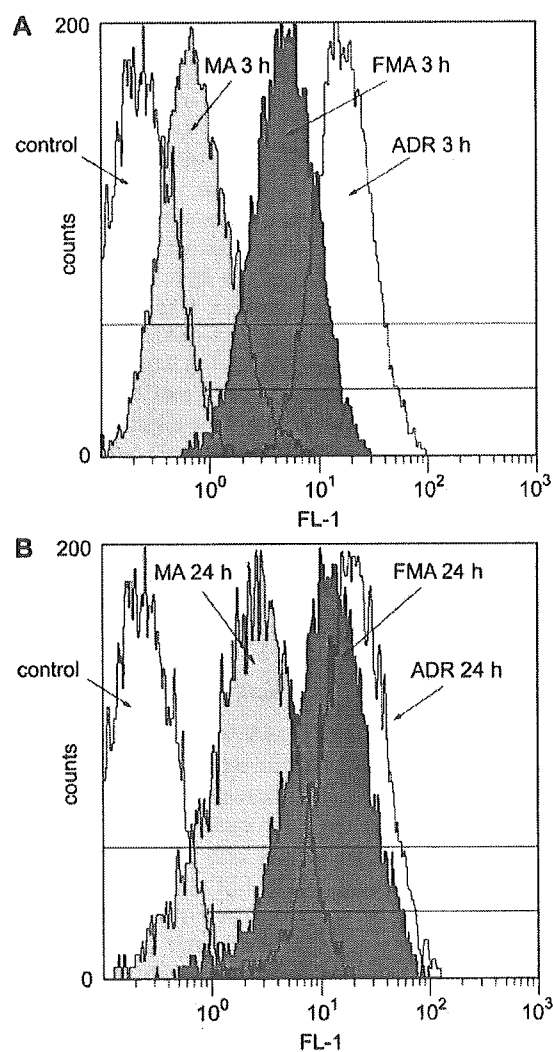 A
200
MA 3 h
FMA 3 h
control
ADR 3 h
counts
0
10⁰
10¹
10²
10³
FL-1
B
200
MA 24 h
FMA 24 h
control
ADR 24 h
counts
0
10⁰
10¹
10²
10³
FL-1